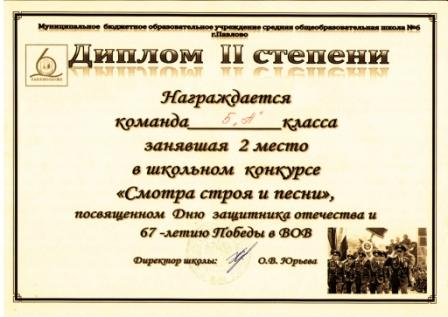 Муниципальное бюджетное образовательное учреждение средняя общеобразовательная школа №6
г.Павлово
Диплом II степени
Награждается
команда 5 „А" класса
занявшая 2 место
в школьном конкурсе
«Смотра строя и песни»,
посвященном Дню защитника отечества и
67 -летию Победы в ВОВ
Директор школы: О.В. Юрьева